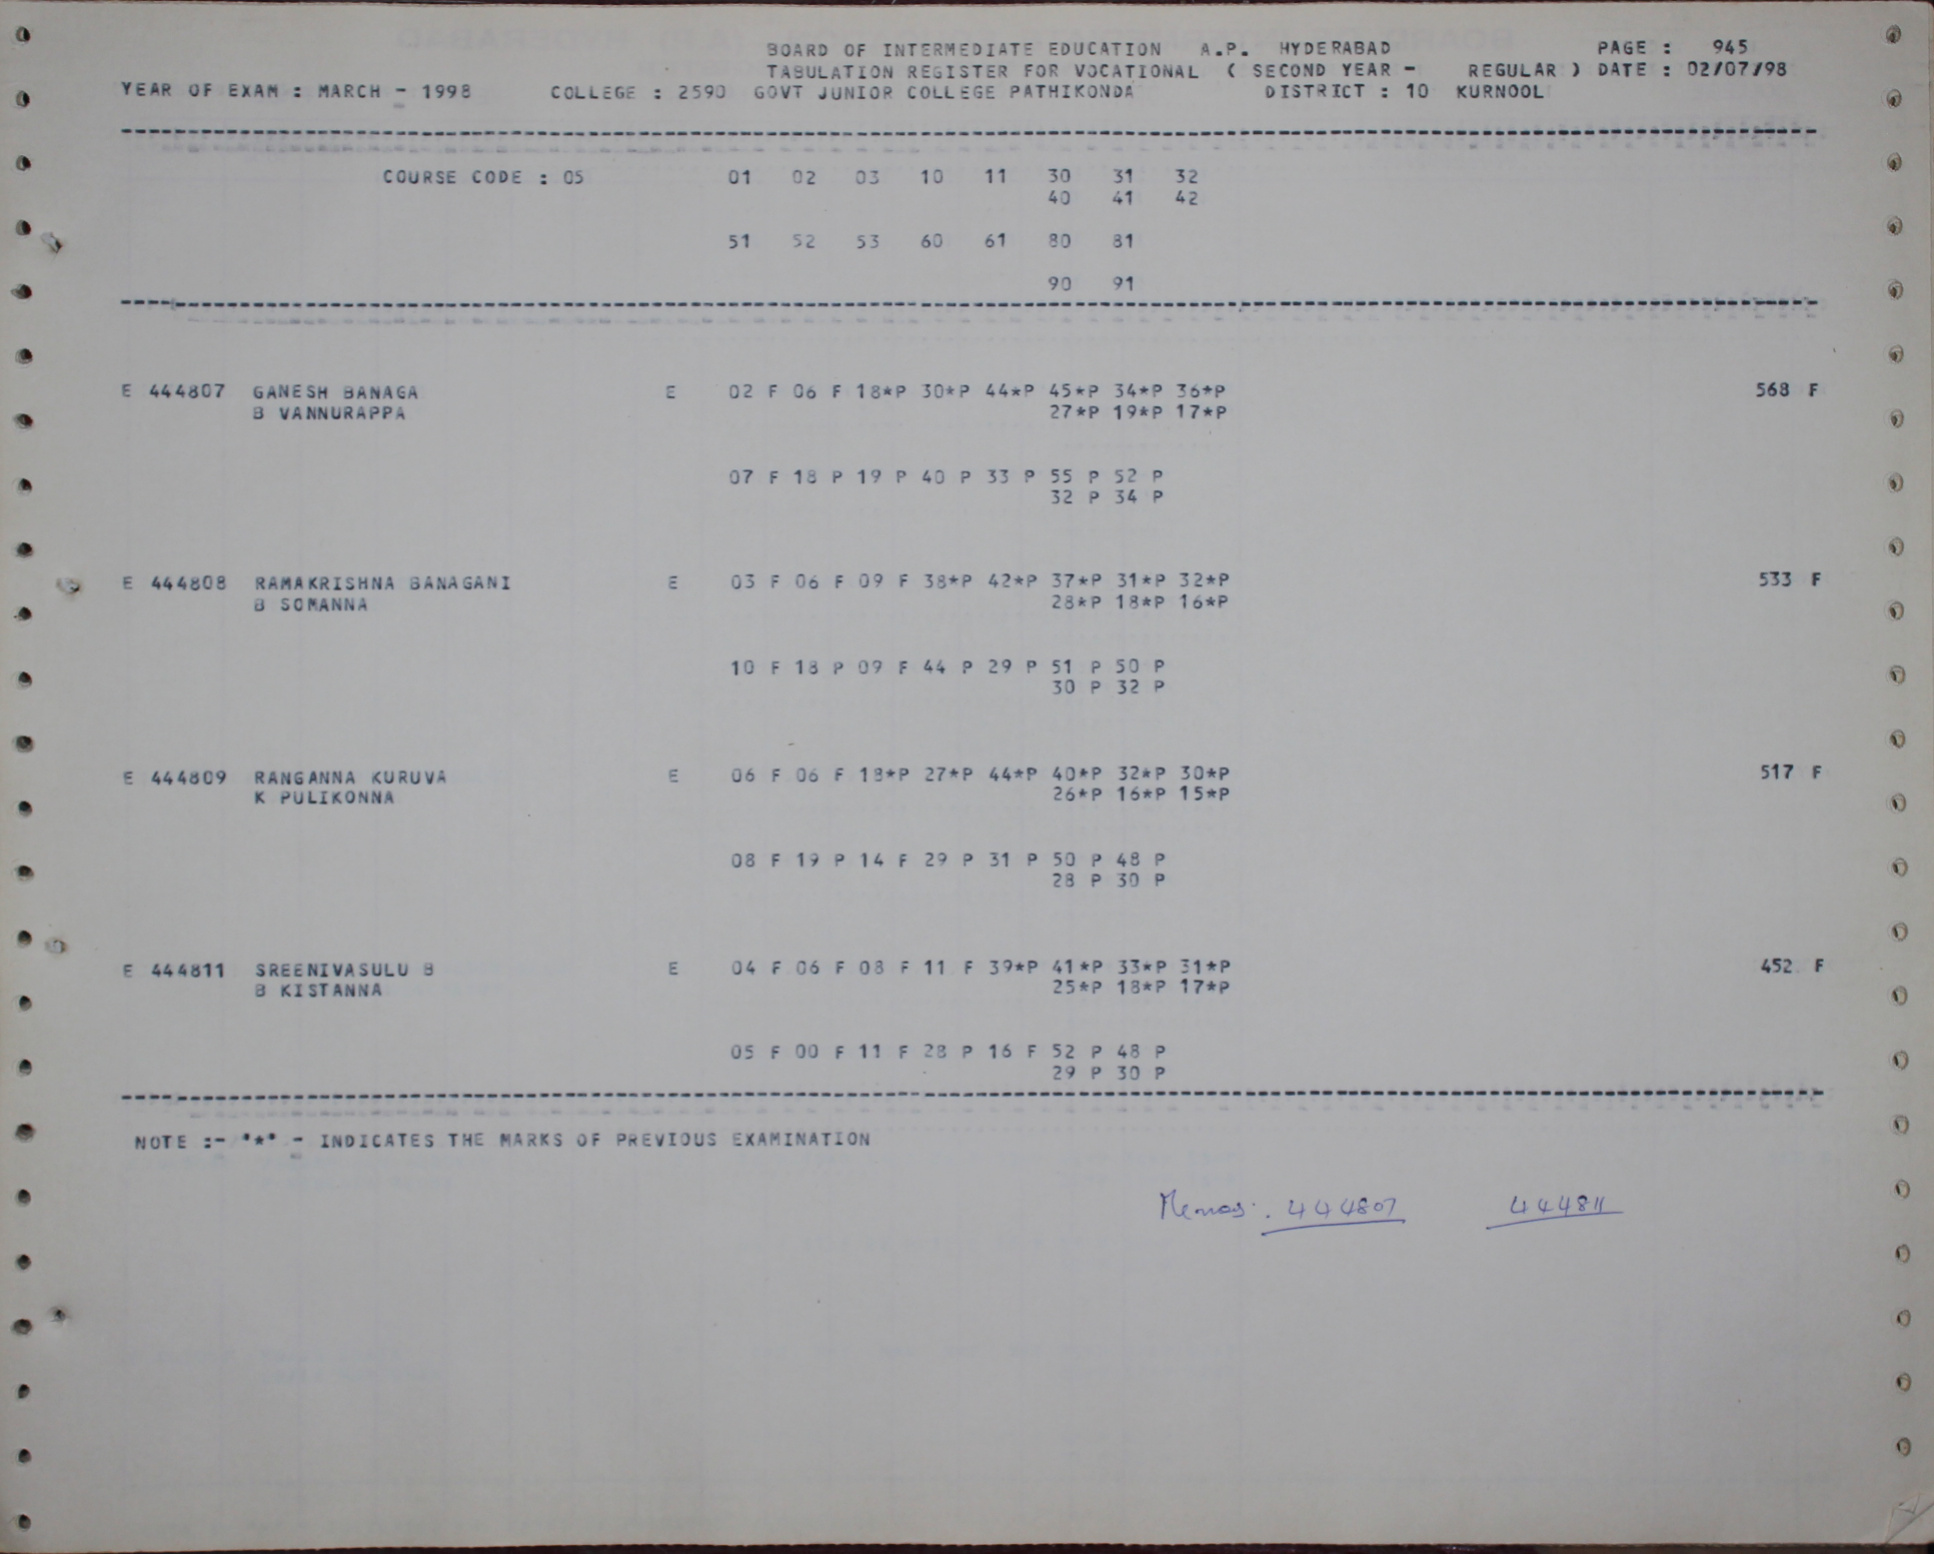 BOARD OF INTERMEDIATE EDUCATION A.P. HYDERABAD PAGE : 945
TABULATION REGISTER FOR VOCATIONAL ( SECOND YEAR - REGULAR ) DATE : 02/07/98
YEAR OF EXAM : MARCH - 1998 COLLEGE : 2590 GOVT JUNIOR COLLEGE PATHIKONDA DISTRICT : 10 KURNOOL
COURSE CODE : 05 01 02 03 10 11 30 31 32
40 41 42
51 52 53 60 61 80 81
90 91
E 444807 GANESH BANAGA E 02 F 06 F 18*P 30*P 44*P 45*P 34*P 36*P 568 F
B VANNURAPPA 27*P 19*P 17*P
07 F 18 P 19 P 40 P 33 P 55 P 52 P
32 P 34 P
E 444808 RAMAKRISHNA BANAGANI E 03 F 06 F 09 F 38*P 42*P 37*P 31*P 32*P 533 F
B SOMANNA 28*P 18*P 16*P
10 F 18 P 09 F 44 P 29 P 51 P 50 P
30 P 32 P
E 444809 RANGANNA KURUVA E 06 F 06 F 18*P 27*P 44*P 40*P 32*P 30*P 517 F
K PULIKONNA 26*P 16*P 15*P
08 F 19 P 14 F 29 P 31 P 50 P 48 P
28 P 30 P
E 444811 SREENIVASULU B E 04 F 06 F 08 F 11 F 39*P 41*P 33*P 31*P 452 F
B KISTANNA 25*P 18*P 17*P
05 F 00 F 11 F 28 P 16 F 52 P 48 P
29 P 30 P
NOTE :- '*' - INDICATES THE MARKS OF PREVIOUS EXAMINATION
Memos: 444807 444811